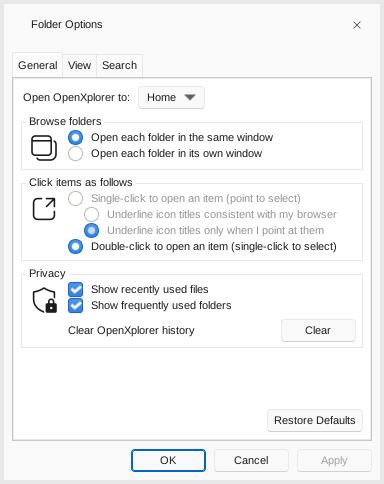 Folder Options
General View Search
Open OpenXplorer to: Home
Browse folders
Open each folder in the same window
Open each folder in its own window
Click items as follows
Single-click to open an item (point to select)
Underline icon titles consistent with my browser
Underline icon titles only when I point at them
Double-click to open an item (single-click to select)
Privacy
Show recently used files
Show frequently used folders
Clear OpenXplorer history Clear
Restore Defaults
OK Cancel Apply